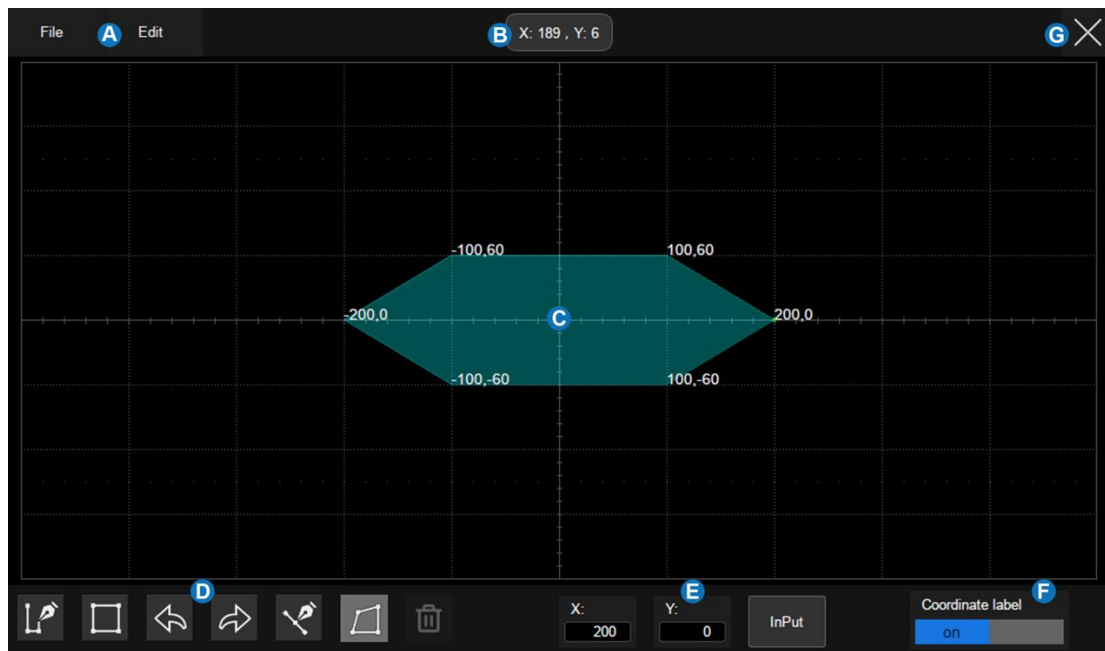 File A Edit B X: 189 , Y: 6 G
-100,60 100,60
-200,0 C 200,0
-100,-60 100,-60
D E F
X: Y: Coordinate label
200 0 InPut on